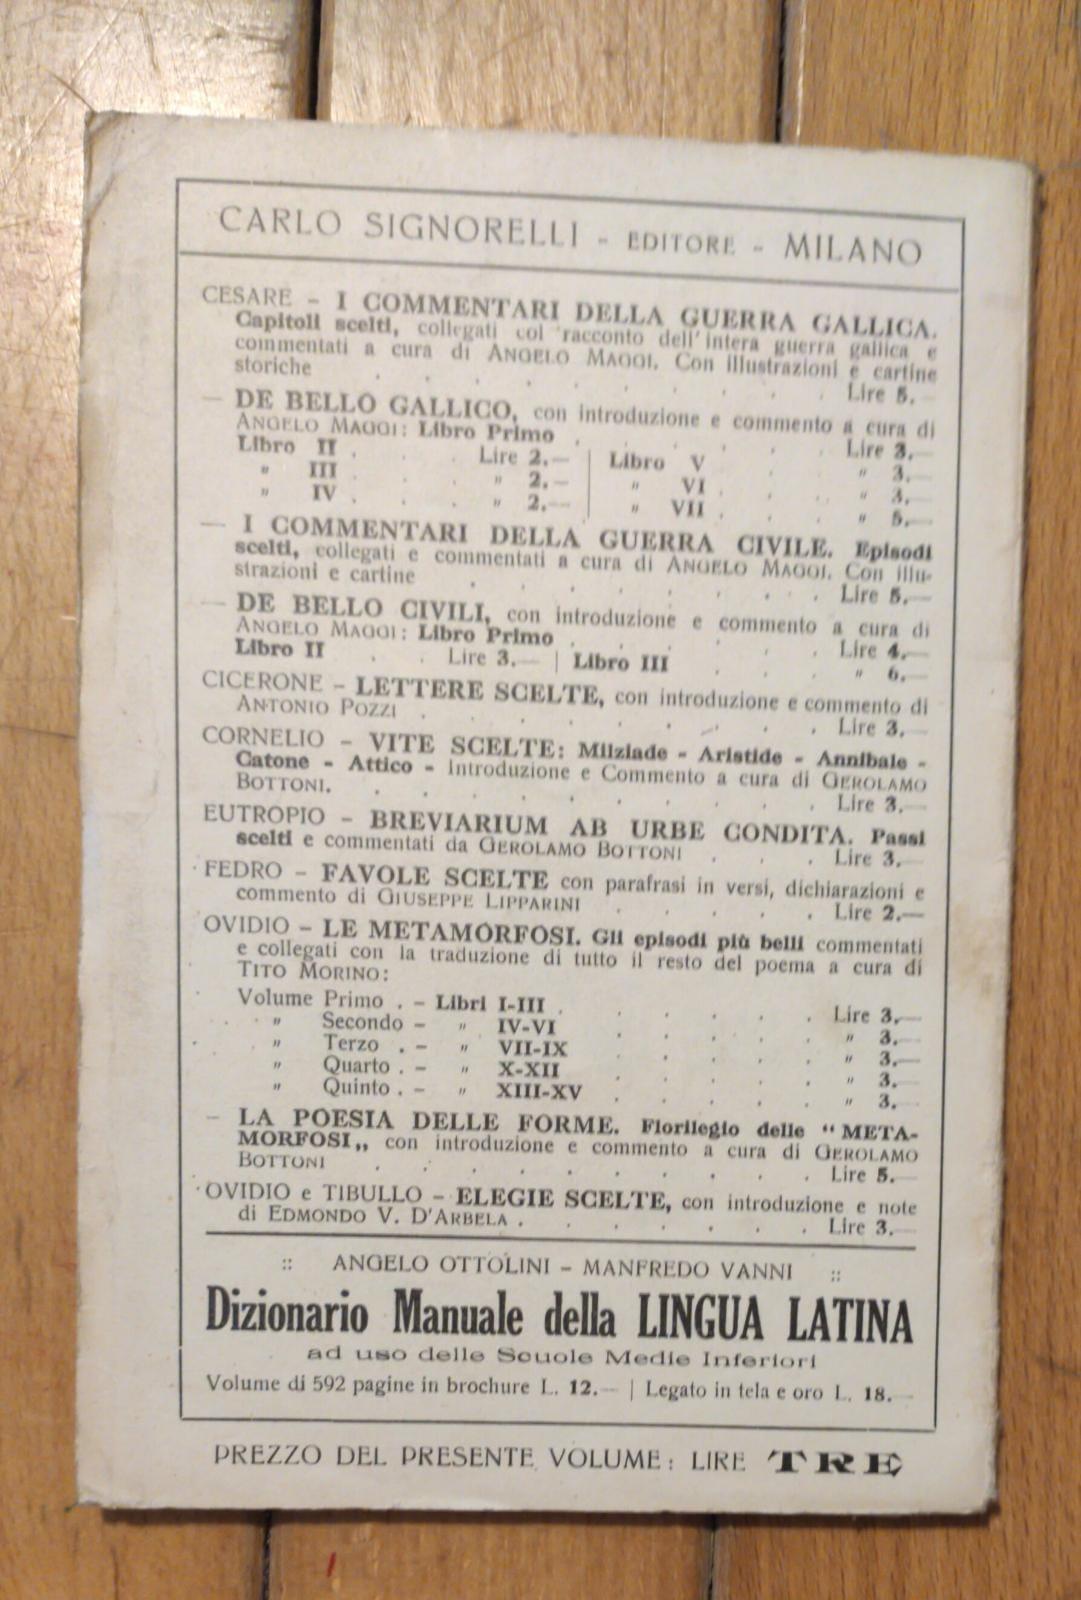 CARLO SIGNORELLI - EDITORE - MILANO
CESARE - I COMMENTARI DELLA GUERRA GALLICA.
Capitoli scelti, collegati col racconto dell'intera guerra gallica e
commentati a cura di ANGELO MAGGI. Con illustrazioni e cartine
storiche . . . . . . . . Lire 5.—
— DE BELLO GALLICO, con introduzione e commento a cura di
ANGELO MAGGI: Libro Primo . . . . Lire 3.—
Libro II . . . Lire 2.— | Libro V . . . " 3.—
" III . . . " 2.— | " VI . . . " 3.—
" IV . . . " 2.— | " VII . . . " 5.—
— I COMMENTARI DELLA GUERRA CIVILE. Episodi
scelti, collegati e commentati a cura di ANGELO MAGGI. Con illu-
strazioni e cartine . . . . . . . Lire 5.—
— DE BELLO CIVILI, con introduzione e commento a cura di
ANGELO MAGGI: Libro Primo . . . . Lire 4.—
Libro II . . Lire 3.— | Libro III . . . " 6.—
CICERONE - LETTERE SCELTE, con introduzione e commento di
ANTONIO POZZI . . . . . . . Lire 3.—
CORNELIO - VITE SCELTE: Milziade - Aristide - Annibale -
Catone - Attico - Introduzione e Commento a cura di GEROLAMO
BOTTONI. . . . . . . . . Lire 3.—
EUTROPIO - BREVIARIUM AB URBE CONDITA. Passi
scelti e commentati da GEROLAMO BOTTONI . . . Lire 3.—
FEDRO - FAVOLE SCELTE con parafrasi in versi, dichiarazioni e
commento di GIUSEPPE LIPPARINI . . . . . Lire 2.—
OVIDIO - LE METAMORFOSI. Gli episodi più belli commentati
e collegati con la traduzione di tutto il resto del poema a cura di
TITO MORINO:
Volume Primo . - Libri I-III . . . . . . Lire 3.—
" Secondo - " IV-VI . . . . . " 3.—
" Terzo . - " VII-IX . . . . . " 3.—
" Quarto . - " X-XII . . . . . " 3.—
" Quinto . - " XIII-XV . . . . . " 3.—
— LA POESIA DELLE FORME. Florilegio delle "META-
MORFOSI„ con introduzione e commento a cura di GEROLAMO
BOTTONI . . . . . . . . Lire 5.—
OVIDIO e TIBULLO - ELEGIE SCELTE, con introduzione e note
di EDMONDO V. D'ARBELA . . . . . . . Lire 3.—
:: ANGELO OTTOLINI - MANFREDO VANNI ::
Dizionario Manuale della LINGUA LATINA
ad uso delle Scuole Medie Inferiori
Volume di 592 pagine in brochure L. 12.— | Legato in tela e oro L. 18.—
PREZZO DEL PRESENTE VOLUME: LIRE TRE